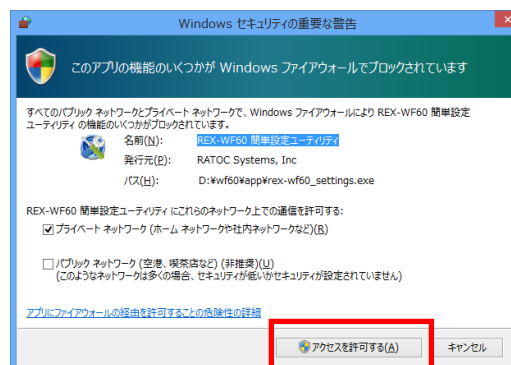 Windows セキュリティの重要な警告
このアプリの機能のいくつかが Windows ファイアウォールでブロックされています
すべてのパブリック ネットワークとプライベート ネットワークで、Windows ファイアウォールにより REX-WF60 簡単設定
ユーティリティ の機能のいくつかがブロックされています。
名前(N): REX-WF60 簡単設定ユーティリティ
発行元(P): RATOC Systems, Inc
パス(H): D:¥wf60¥app¥rex-wf60_settings.exe
REX-WF60 簡単設定ユーティリティ にこれらのネットワーク上での通信を許可する:
プライベート ネットワーク (ホーム ネットワークや社内ネットワークなど)(R)
パブリック ネットワーク (空港、喫茶店など) (非推奨)(U)
(このようなネットワークは多くの場合、セキュリティが低いかセキュリティが設定されていません)
アプリにファイアウォールの経由を許可することの危険性の詳細
アクセスを許可する(A) キャンセル